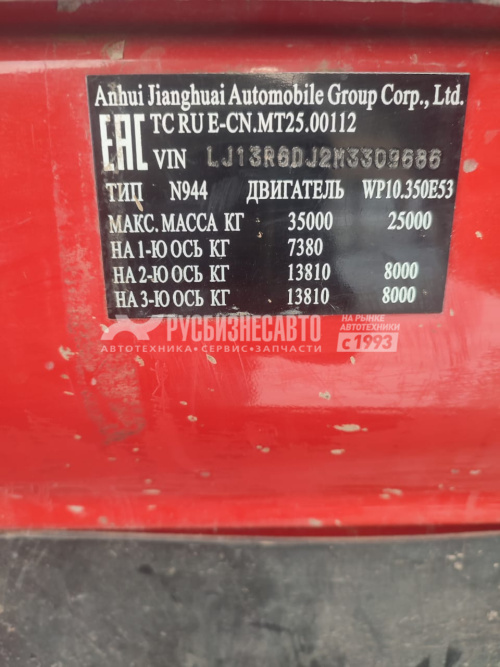 Anhui Jianghuai Automobile Group Corp., Ltd.
EAC
TC RU E-CN.MT25.00112
VIN LJ13R6DJ2M3309686
ТИП N944 ДВИГАТЕЛЬ WP10.350E53
МАКС. МАССА КГ 35000 25000
НА 1-Ю ОСЬ КГ 7380
НА 2-Ю ОСЬ КГ 13810 8000
НА 3-Ю ОСЬ КГ 13810 8000
РУСБИЗНЕСАВТО
АВТОТЕХНИКА • СЕРВИС • ЗАПЧАСТИ
НА РЫНКЕ
АВТОТЕХНИКИ
с 1993